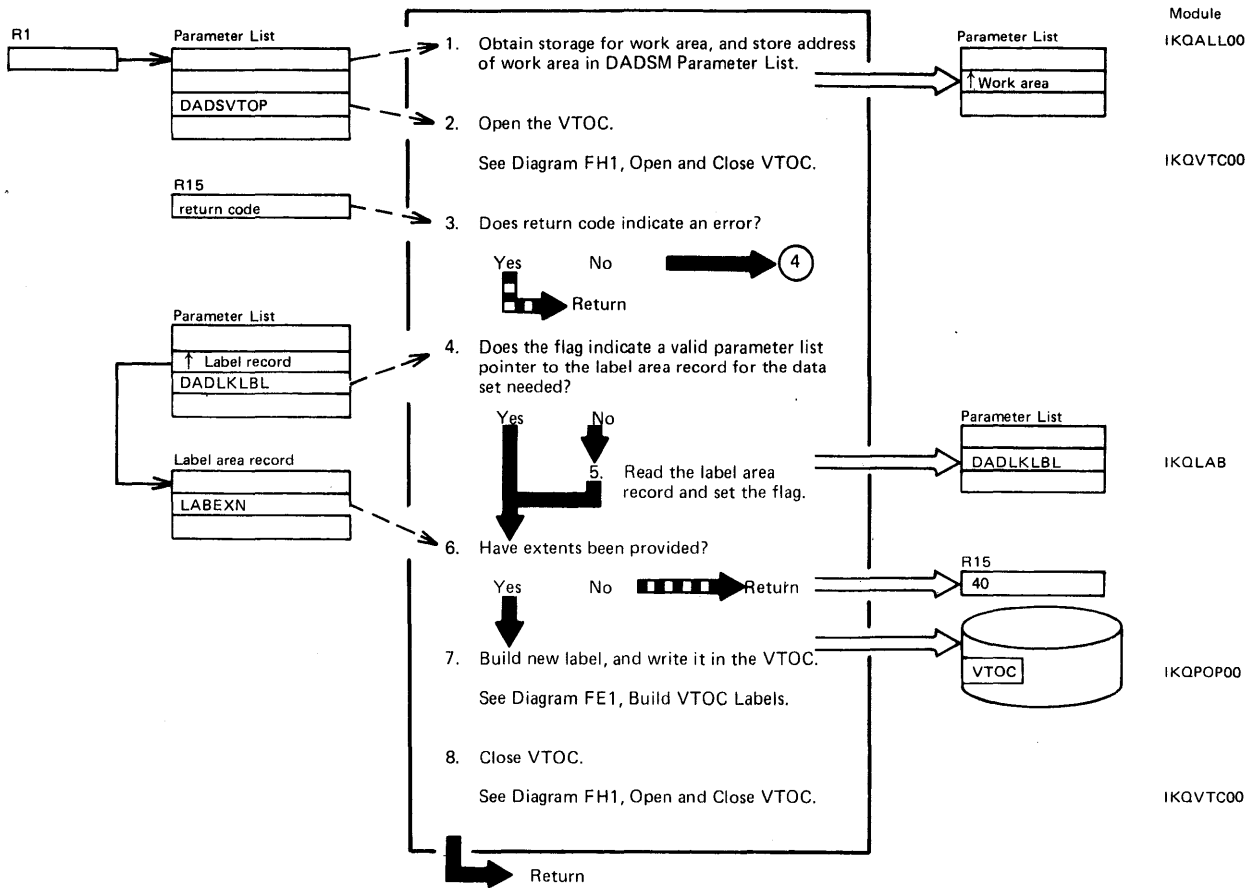 Module
R1
Parameter List
DADSVTOP
1. Obtain storage for work area, and store address
of work area in DADSM Parameter List.
Parameter List
↑ Work area
IKQALL00
2. Open the VTOC.
See Diagram FH1, Open and Close VTOC.
IKQVTC00
R15
return code
3. Does return code indicate an error?
Yes No 4
Return
Parameter List
↑ Label record
DADLKLBL
4. Does the flag indicate a valid parameter list
pointer to the label area record for the data
set needed?
Yes No
Label area record
LABEXN
5. Read the label area
record and set the flag.
Parameter List
DADLKLBL
IKQLAB
6. Have extents been provided?
Yes No Return
R15
40
7. Build new label, and write it in the VTOC.
See Diagram FE1, Build VTOC Labels.
VTOC
IKQPOP00
8. Close VTOC.
See Diagram FH1, Open and Close VTOC.
IKQVTC00
Return